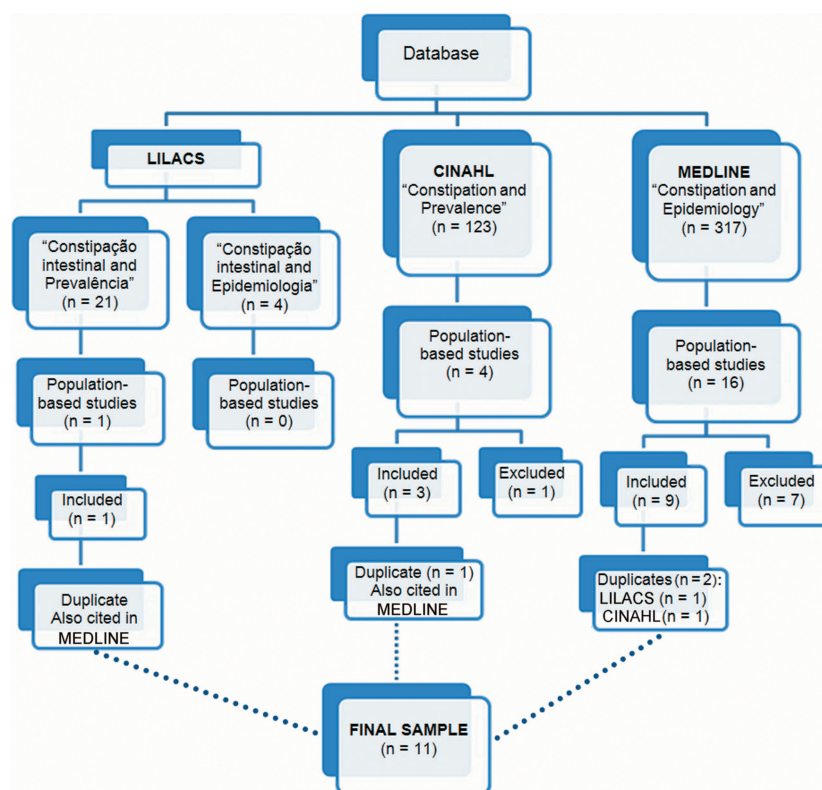 Database
LILACS
CINAHL
"Constipation and
Prevalence"
(n = 123)
MEDLINE
"Constipation and
Epidemiology"
(n = 317)
"Constipação
intestinal and
Prevalência"
(n = 21)
"Constipação
intestinal and
Epidemiologia"
(n = 4)
Population-
based studies
(n = 4)
Population-
based studies
(n = 16)
Population-
based studies
(n = 1)
Population-
based studies
(n = 0)
Included
(n = 3)
Excluded
(n = 1)
Included
(n = 9)
Excluded
(n = 7)
Included
(n = 1)
Duplicate
Also cited in
MEDLINE
Duplicate (n = 1)
Also cited in
MEDLINE
Duplicates (n = 2):
LILACS (n = 1)
CINAHL (n = 1)
FINAL SAMPLE
(n = 11)